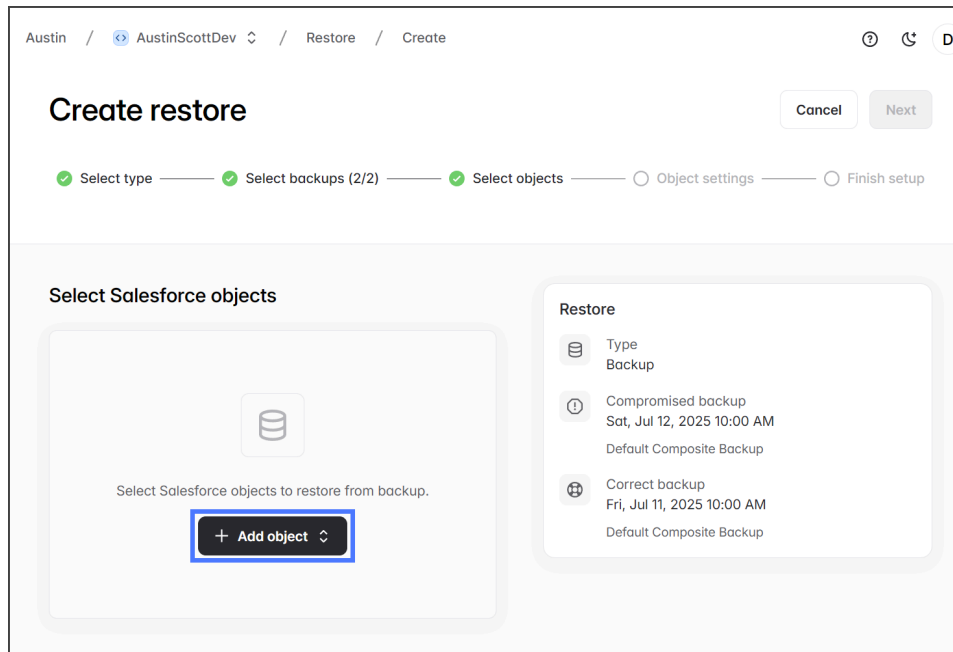 Austin / AustinScottDev / Restore / Create
D
Create restore
Cancel
Next
Select type
Select backups (2/2)
Select objects
Object settings
Finish setup
Select Salesforce objects
Select Salesforce objects to restore from backup.
+ Add object
Restore
Type
Backup
Compromised backup
Sat, Jul 12, 2025 10:00 AM
Default Composite Backup
Correct backup
Fri, Jul 11, 2025 10:00 AM
Default Composite Backup